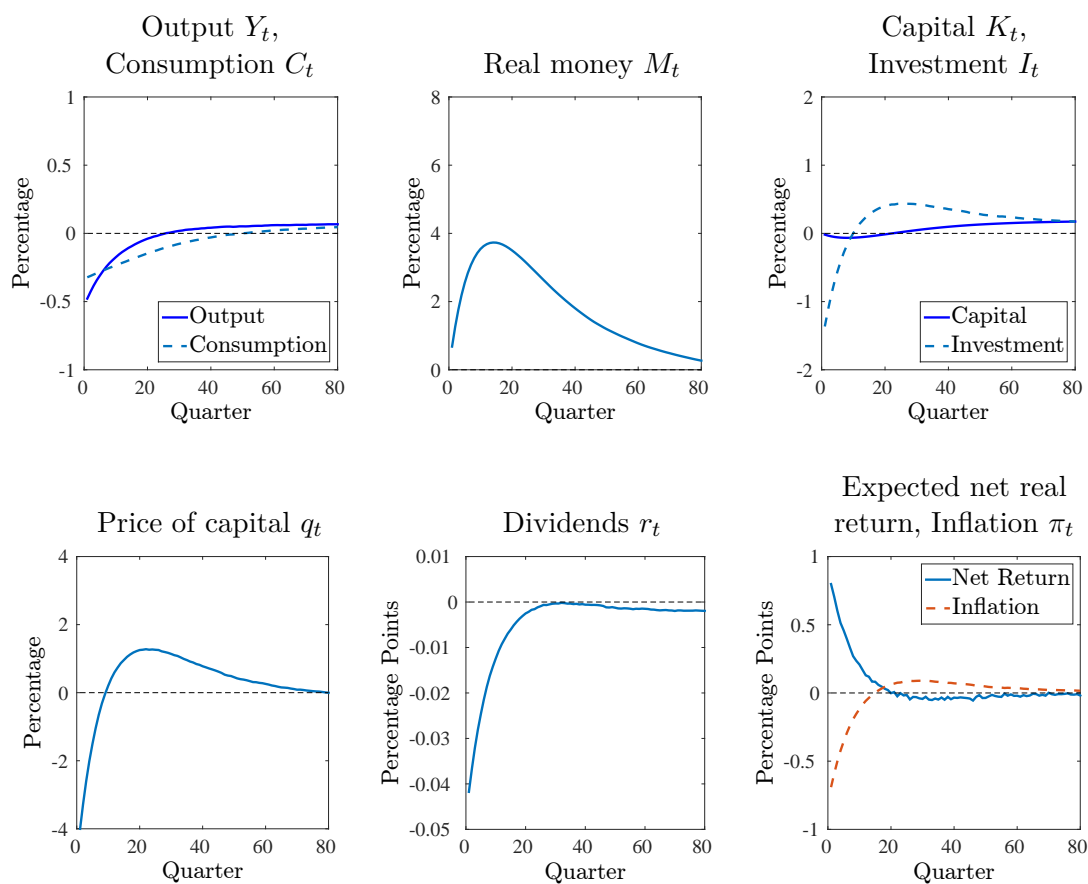 Output Y_t,
Consumption C_t
Percentage
1
0.5
0
-0.5
-1
Output
Consumption
0 20 40 60 80
Quarter
Real money M_t
Percentage
8
6
4
2
0
0 20 40 60 80
Quarter
Capital K_t,
Investment I_t
Percentage
2
1
0
-1
-2
Capital
Investment
0 20 40 60 80
Quarter
Price of capital q_t
Percentage
4
2
0
-2
-4
0 20 40 60 80
Quarter
Dividends r_t
Percentage Points
0.01
0
-0.01
-0.02
-0.03
-0.04
-0.05
0 20 40 60 80
Quarter
Expected net real
return, Inflation π_t
Percentage Points
1
0.5
0
-0.5
-1
Net Return
Inflation
0 20 40 60 80
Quarter